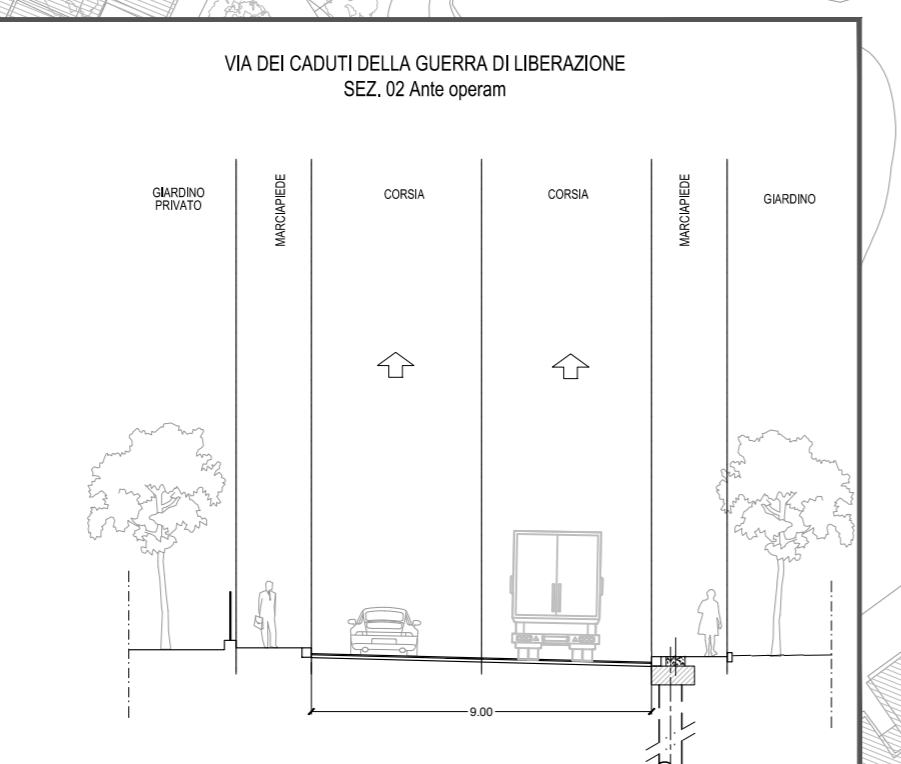 VIA DEI CADUTI DELLA GUERRA DI LIBERAZIONE
SEZ. 02 Ante operam
GIARDINO
PRIVATO
MARCIAPIEDE
CORSIA
CORSIA
MARCIAPIEDE
GIARDINO
9.00